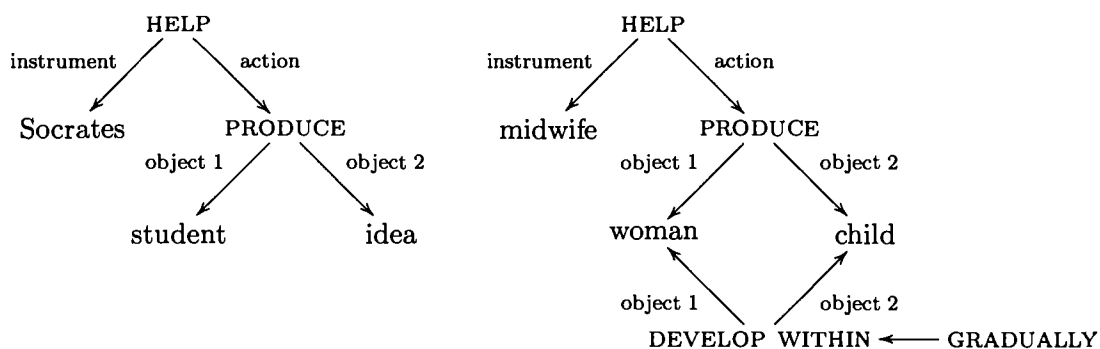 HELP HELP
instrument action instrument action
Socrates PRODUCE midwife PRODUCE
object 1 object 2 object 1 object 2
student idea woman child
object 1 object 2
DEVELOP WITHIN GRADUALLY